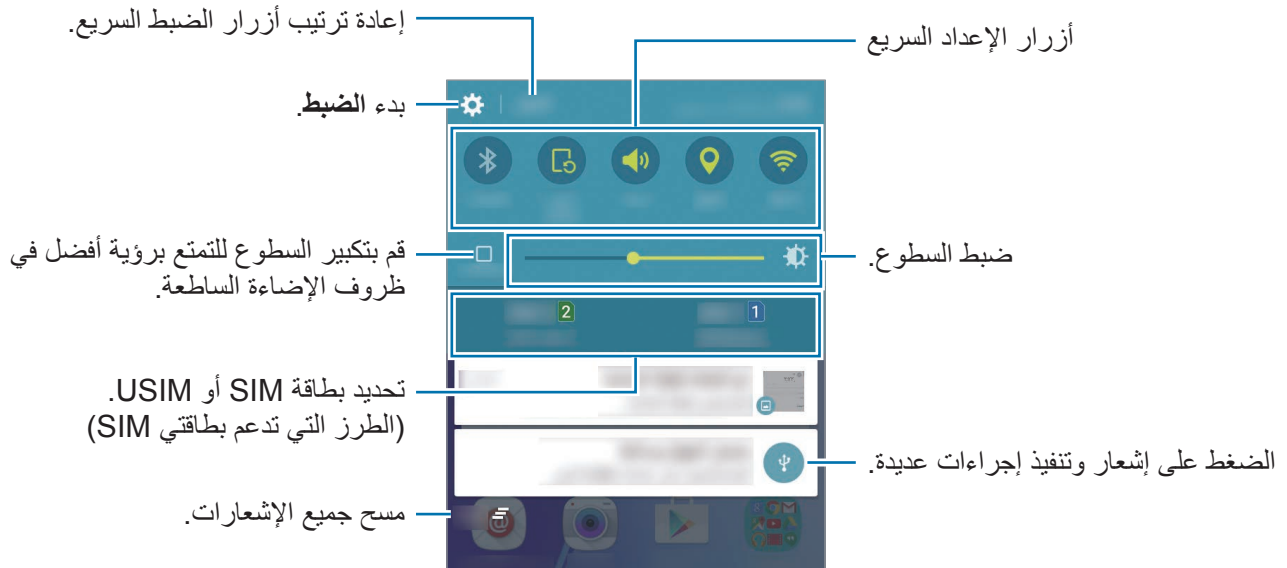 إعادة ترتيب أزرار الضبط السريع.
أزرار الإعداد السريع
بدء الضبط.
قم بتكبير السطوع للتمتع برؤية أفضل في
ظروف الإضاءة الساطعة.
ضبط السطوع.
2
1
تحديد بطاقة SIM أو USIM.
(الطرز التي تدعم بطاقتي SIM)
الضغط على إشعار وتنفيذ إجراءات عديدة.
مسح جميع الإشعارات.